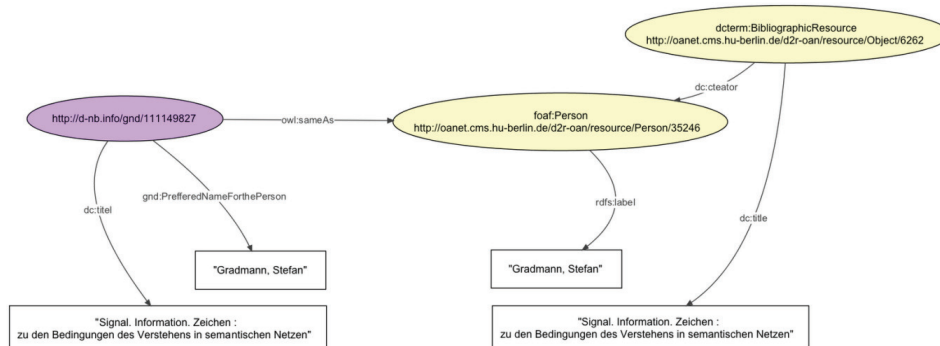 dcterm:BibliographicResource
http://oanet.cms.hu-berlin.de/d2r-oan/resource/Object/6262
dc:cteator
http://d-nb.info/gnd/111149827
owl:sameAs
foaf:Person
http://oanet.cms.hu-berlin.de/d2r-oan/resource/Person/35246
gnd:PrefferedNameForthePerson
dc:titel
rdfs:label
dc:title
"Gradmann, Stefan"
"Gradmann, Stefan"
"Signal. Information. Zeichen :
zu den Bedingungen des Verstehens in semantischen Netzen"
"Signal. Information. Zeichen :
zu den Bedingungen des Verstehens in semantischen Netzen"